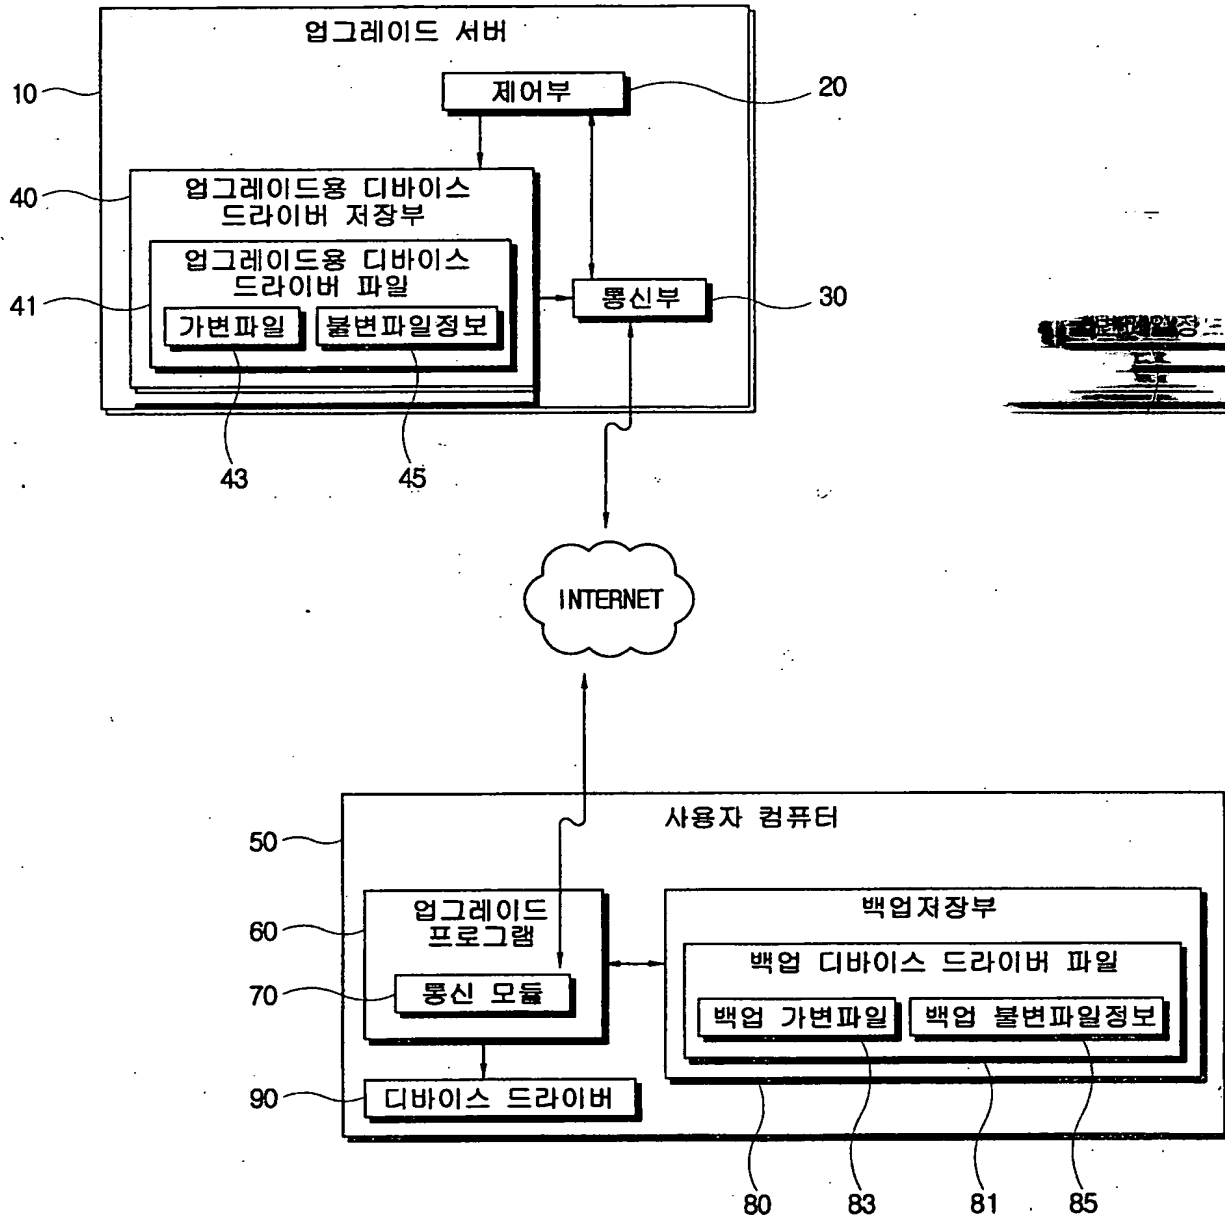 업그레이드 서버
10
제어부
20
40
업그레이드용 디바이스
드라이버 저장부
업그레이드용 디바이스
드라이버 파일
41
가변파일
불변파일정보
통신부
30
43
45
INTERNET
50
사용자 컴퓨터
60
업그레이드
프로그램
70
통신 모듈
90
디바이스 드라이버
백업저장부
백업 디바이스 드라이버 파일
백업 가변파일
백업 불변파일정보
80
83
81
85